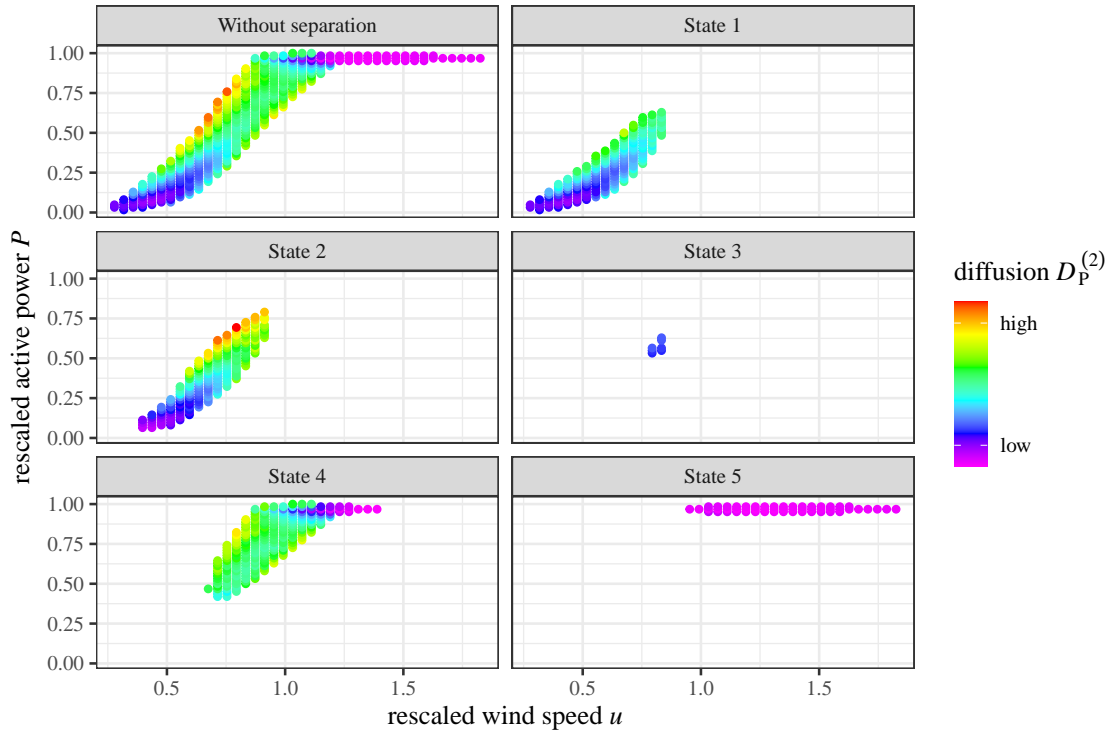 Without separation
State 1
1.00
0.75
0.50
0.25
0.00
State 2
State 3
1.00
0.75
0.50
0.25
0.00
State 4
State 5
1.00
0.75
0.50
0.25
0.00
0.5 1.0 1.5
0.5 1.0 1.5
rescaled wind speed u
rescaled active power P
diffusion D_P^(2)
high
low